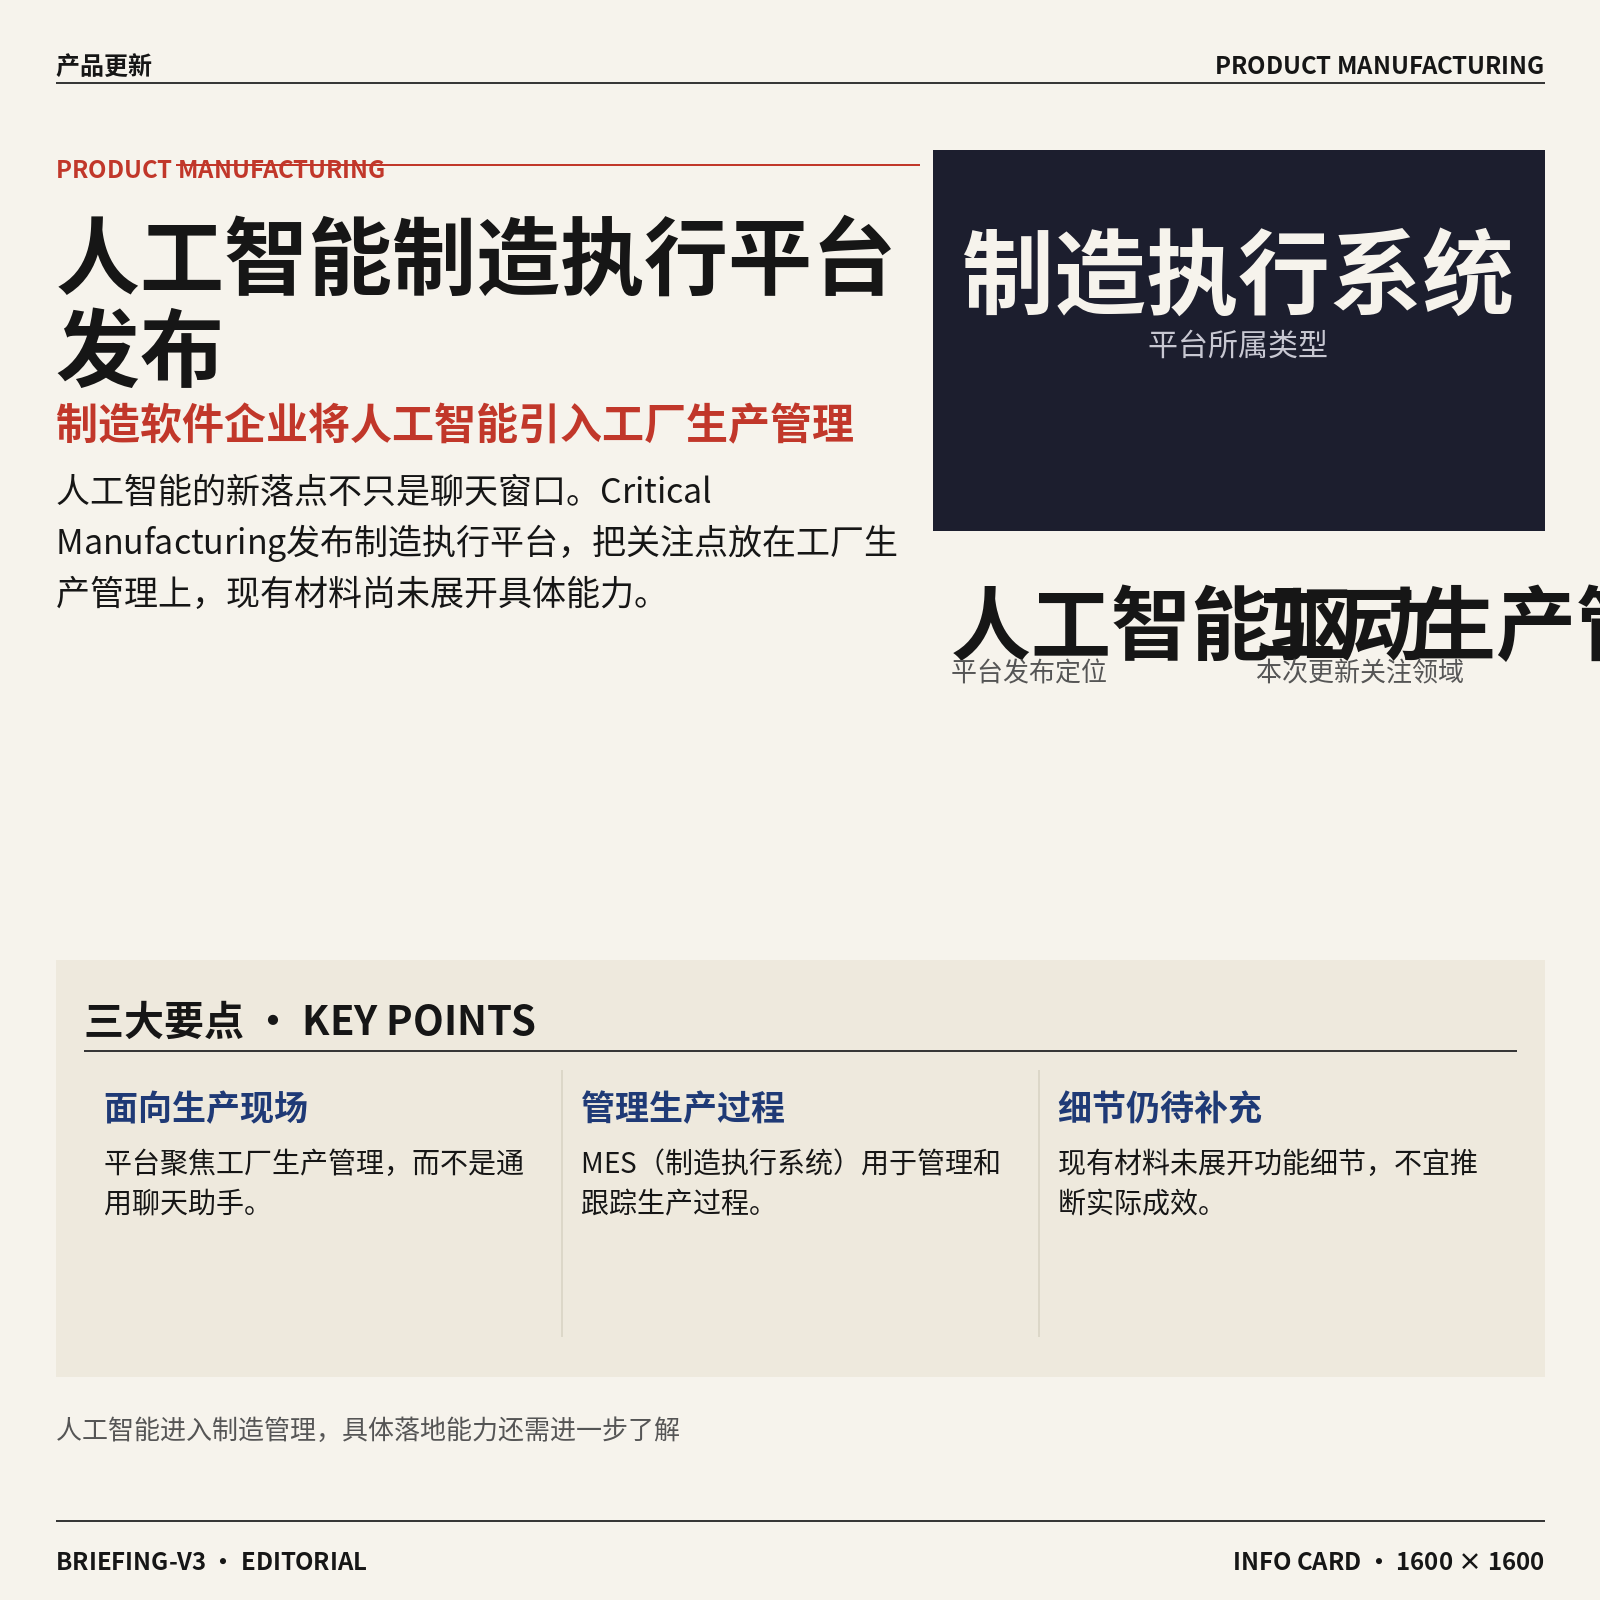 产品更新
PRODUCT MANUFACTURING
PRODUCT MANUFACTURING
人工智能制造执行平台
发布
制造软件企业将人工智能引入工厂生产管理
人工智能的新落点不只是聊天窗口。Critical
Manufacturing发布制造执行平台，把关注点放在工厂生
产管理上，现有材料尚未展开具体能力。
制造执行系统
平台所属类型
人工智能驱动
平台发布定位
工厂生产管
本次更新关注领域
三大要点 • KEY POINTS
面向生产现场
平台聚焦工厂生产管理，而不是通
用聊天助手。
管理生产过程
MES（制造执行系统）用于管理和
跟踪生产过程。
细节仍待补充
现有材料未展开功能细节，不宜推
断实际成效。
人工智能进入制造管理，具体落地能力还需进一步了解
BRIEFING-V3 • EDITORIAL
INFO CARD • 1600 × 1600